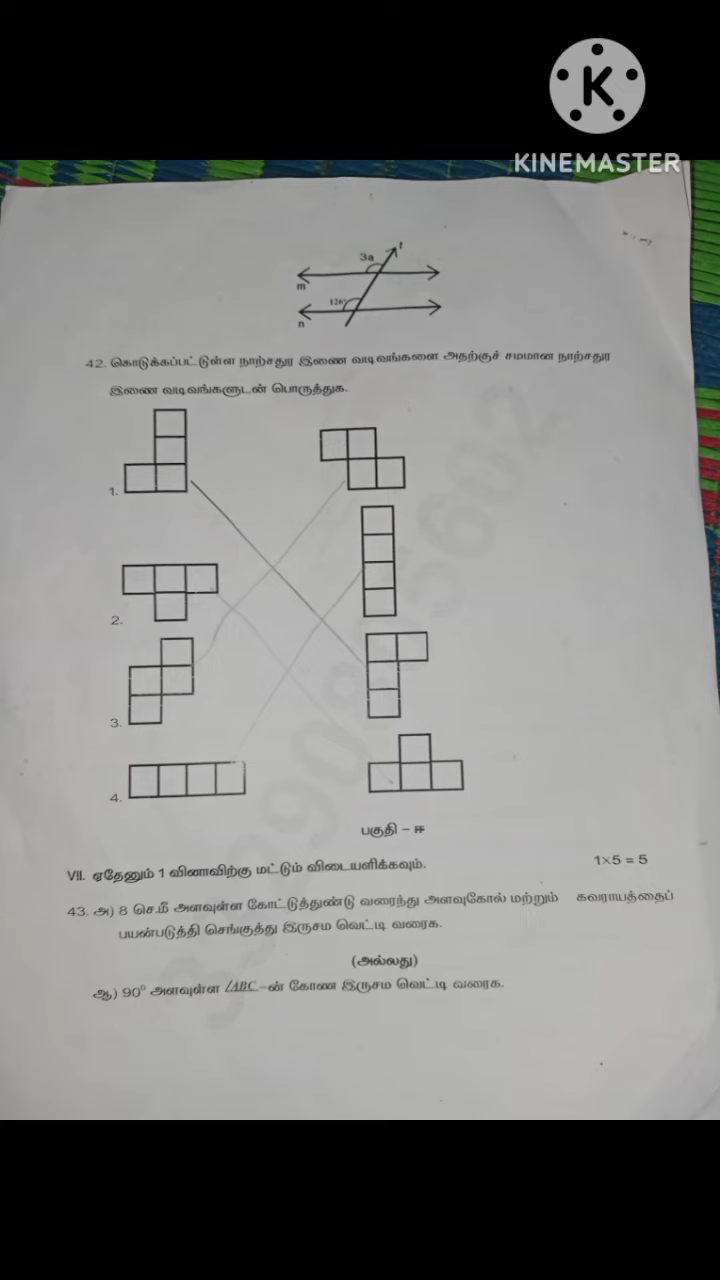 KINEMASTER
3a
t
m
126°
n
42. கொடுக்கப்பட்டுள்ள நாற்சதுர இணை வடிவங்களை அதற்குச் சமமான நாற்சதுர
இணை வடிவங்களுடன் பொருத்துக.
1.
2.
3.
4.
பகுதி – ஈ
VII. ஏதேனும் 1 வினாவிற்கு மட்டும் விடையளிக்கவும். 1×5 = 5
43. அ) 8 செ.மீ அளவுள்ள கோட்டுத்துண்டு வரைந்து அளவுகோல் மற்றும் கவராயத்தைப்
பயன்படுத்தி செங்குத்து இருசம வெட்டி வரைக.
(அல்லது)
ஆ) 90° அளவுள்ள ∠ABC-ன் கோண இருசம வெட்டி வரைக.